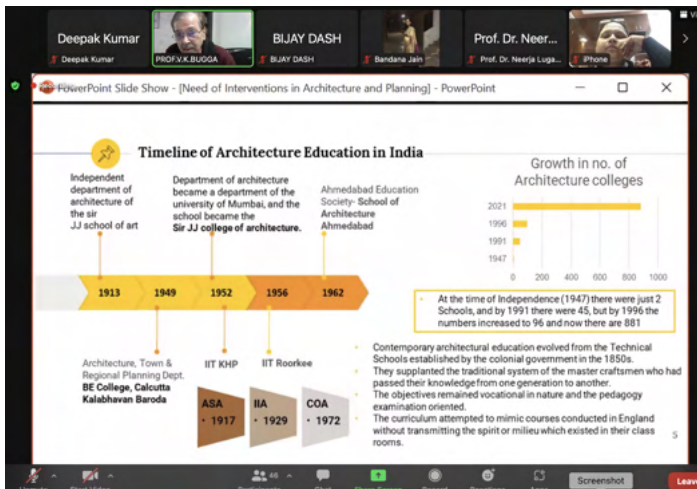 Vi
Deepak Kumar
Deepak Kumar
PROF.V.K.BUGGA
BIJAY DASH
BIJAY DASH
Bandana Jain
Prof. Dr. Neer...
Prof. Dr. Neerja Luga...
iPhone
PowerPoint Slide Show - [Need of Interventions in Architecture and Planning] - PowerPoint
Timeline of Architecture Education in India
Independent
department of
architecture of
the sir
JJ school of art
Department of architecture
became a department of the
university of Mumbai, and the
school became the
Sir JJ college of architecture.
Ahmedabad Education
Society- School of
Architecture
Ahmedabad
1913
1949
1952
1956
1962
Architecture, Town &
Regional Planning Dept.
BE College, Calcutta
Kalabhavan Baroda
IIT KHP
IIT Roorkee
ASA
• 1917
IIA
• 1929
COA
• 1972
Growth in no. of
Architecture colleges
2021
1996
1991
1947
0 200 400 600 800 1000
• At the time of Independence (1947) there were just 2
Schools, and by 1991 there were 45, but by 1996 the
numbers increased to 96 and now there are 881
• Contemporary architectural education evolved from the Technical
Schools established by the colonial government in the 1850s.
• They supplanted the traditional system of the master craftsmen who had
passed their knowledge from one generation to another.
• The objectives remained vocational in nature and the pedagogy
examination oriented.
• The curriculum attempted to mimic courses conducted in England
without transmitting the spirit or milieu which existed in their class
rooms.
5
46
Screenshot
Leav